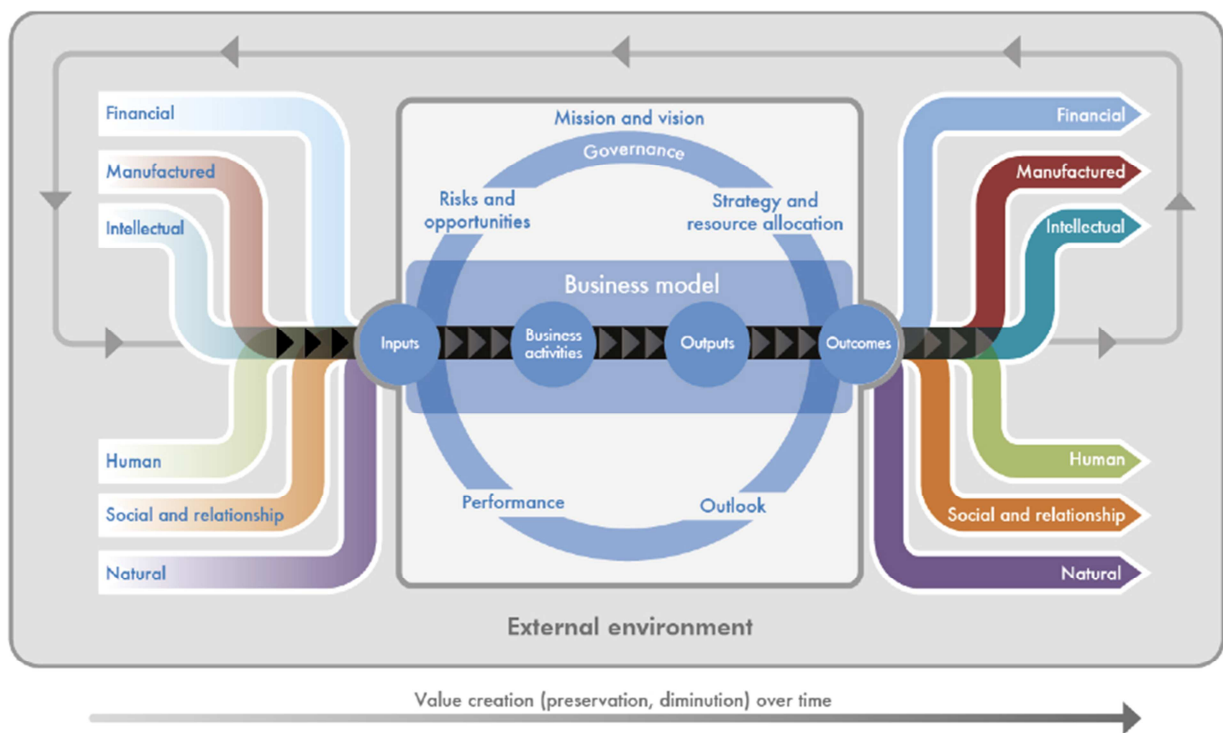 Financial
Manufactured
Intellectual
Human
Social and relationship
Natural
Mission and vision
Governance
Risks and
opportunities
Strategy and
resource allocation
Business model
Inputs
Business
activities
Outputs
Outcomes
Performance
Outlook
Financial
Manufactured
Intellectual
Human
Social and relationship
Natural
External environment
Value creation (preservation, diminution) over time